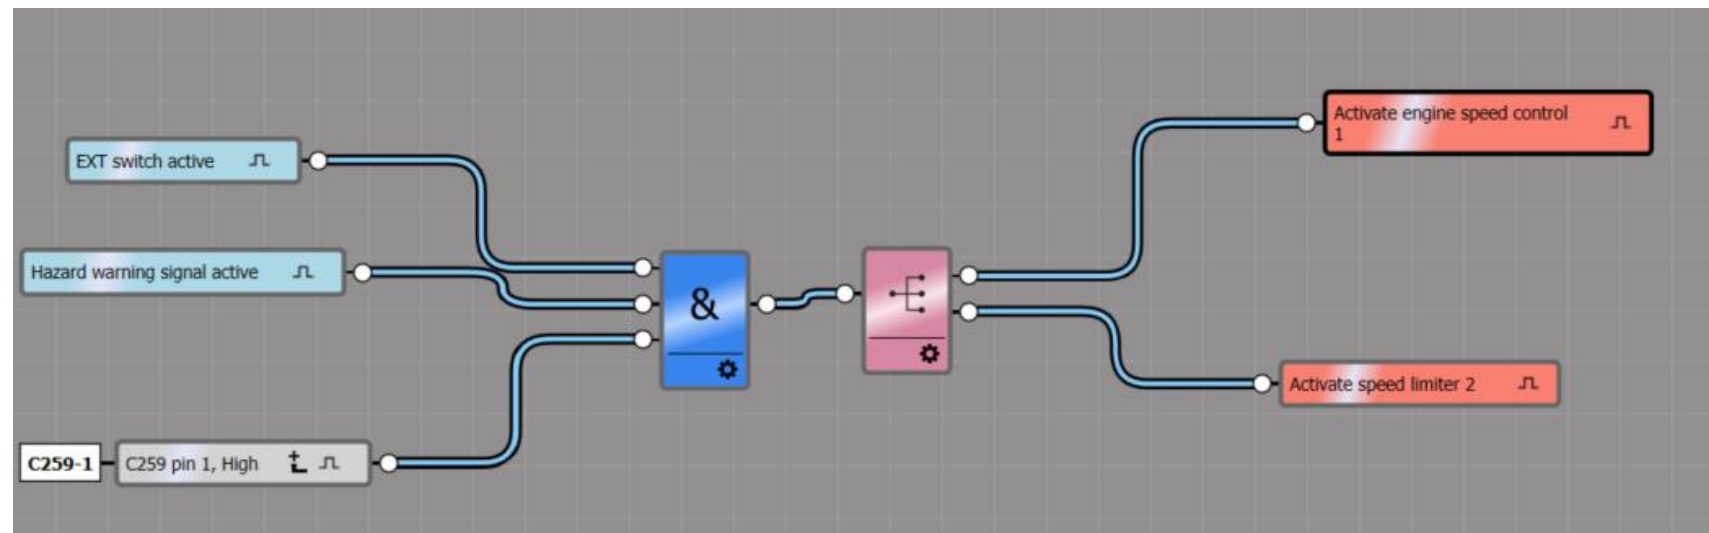 Activate engine speed control
1
EXT switch active
Hazard warning signal active
&
Activate speed limiter 2
C259-1
C259 pin 1, High